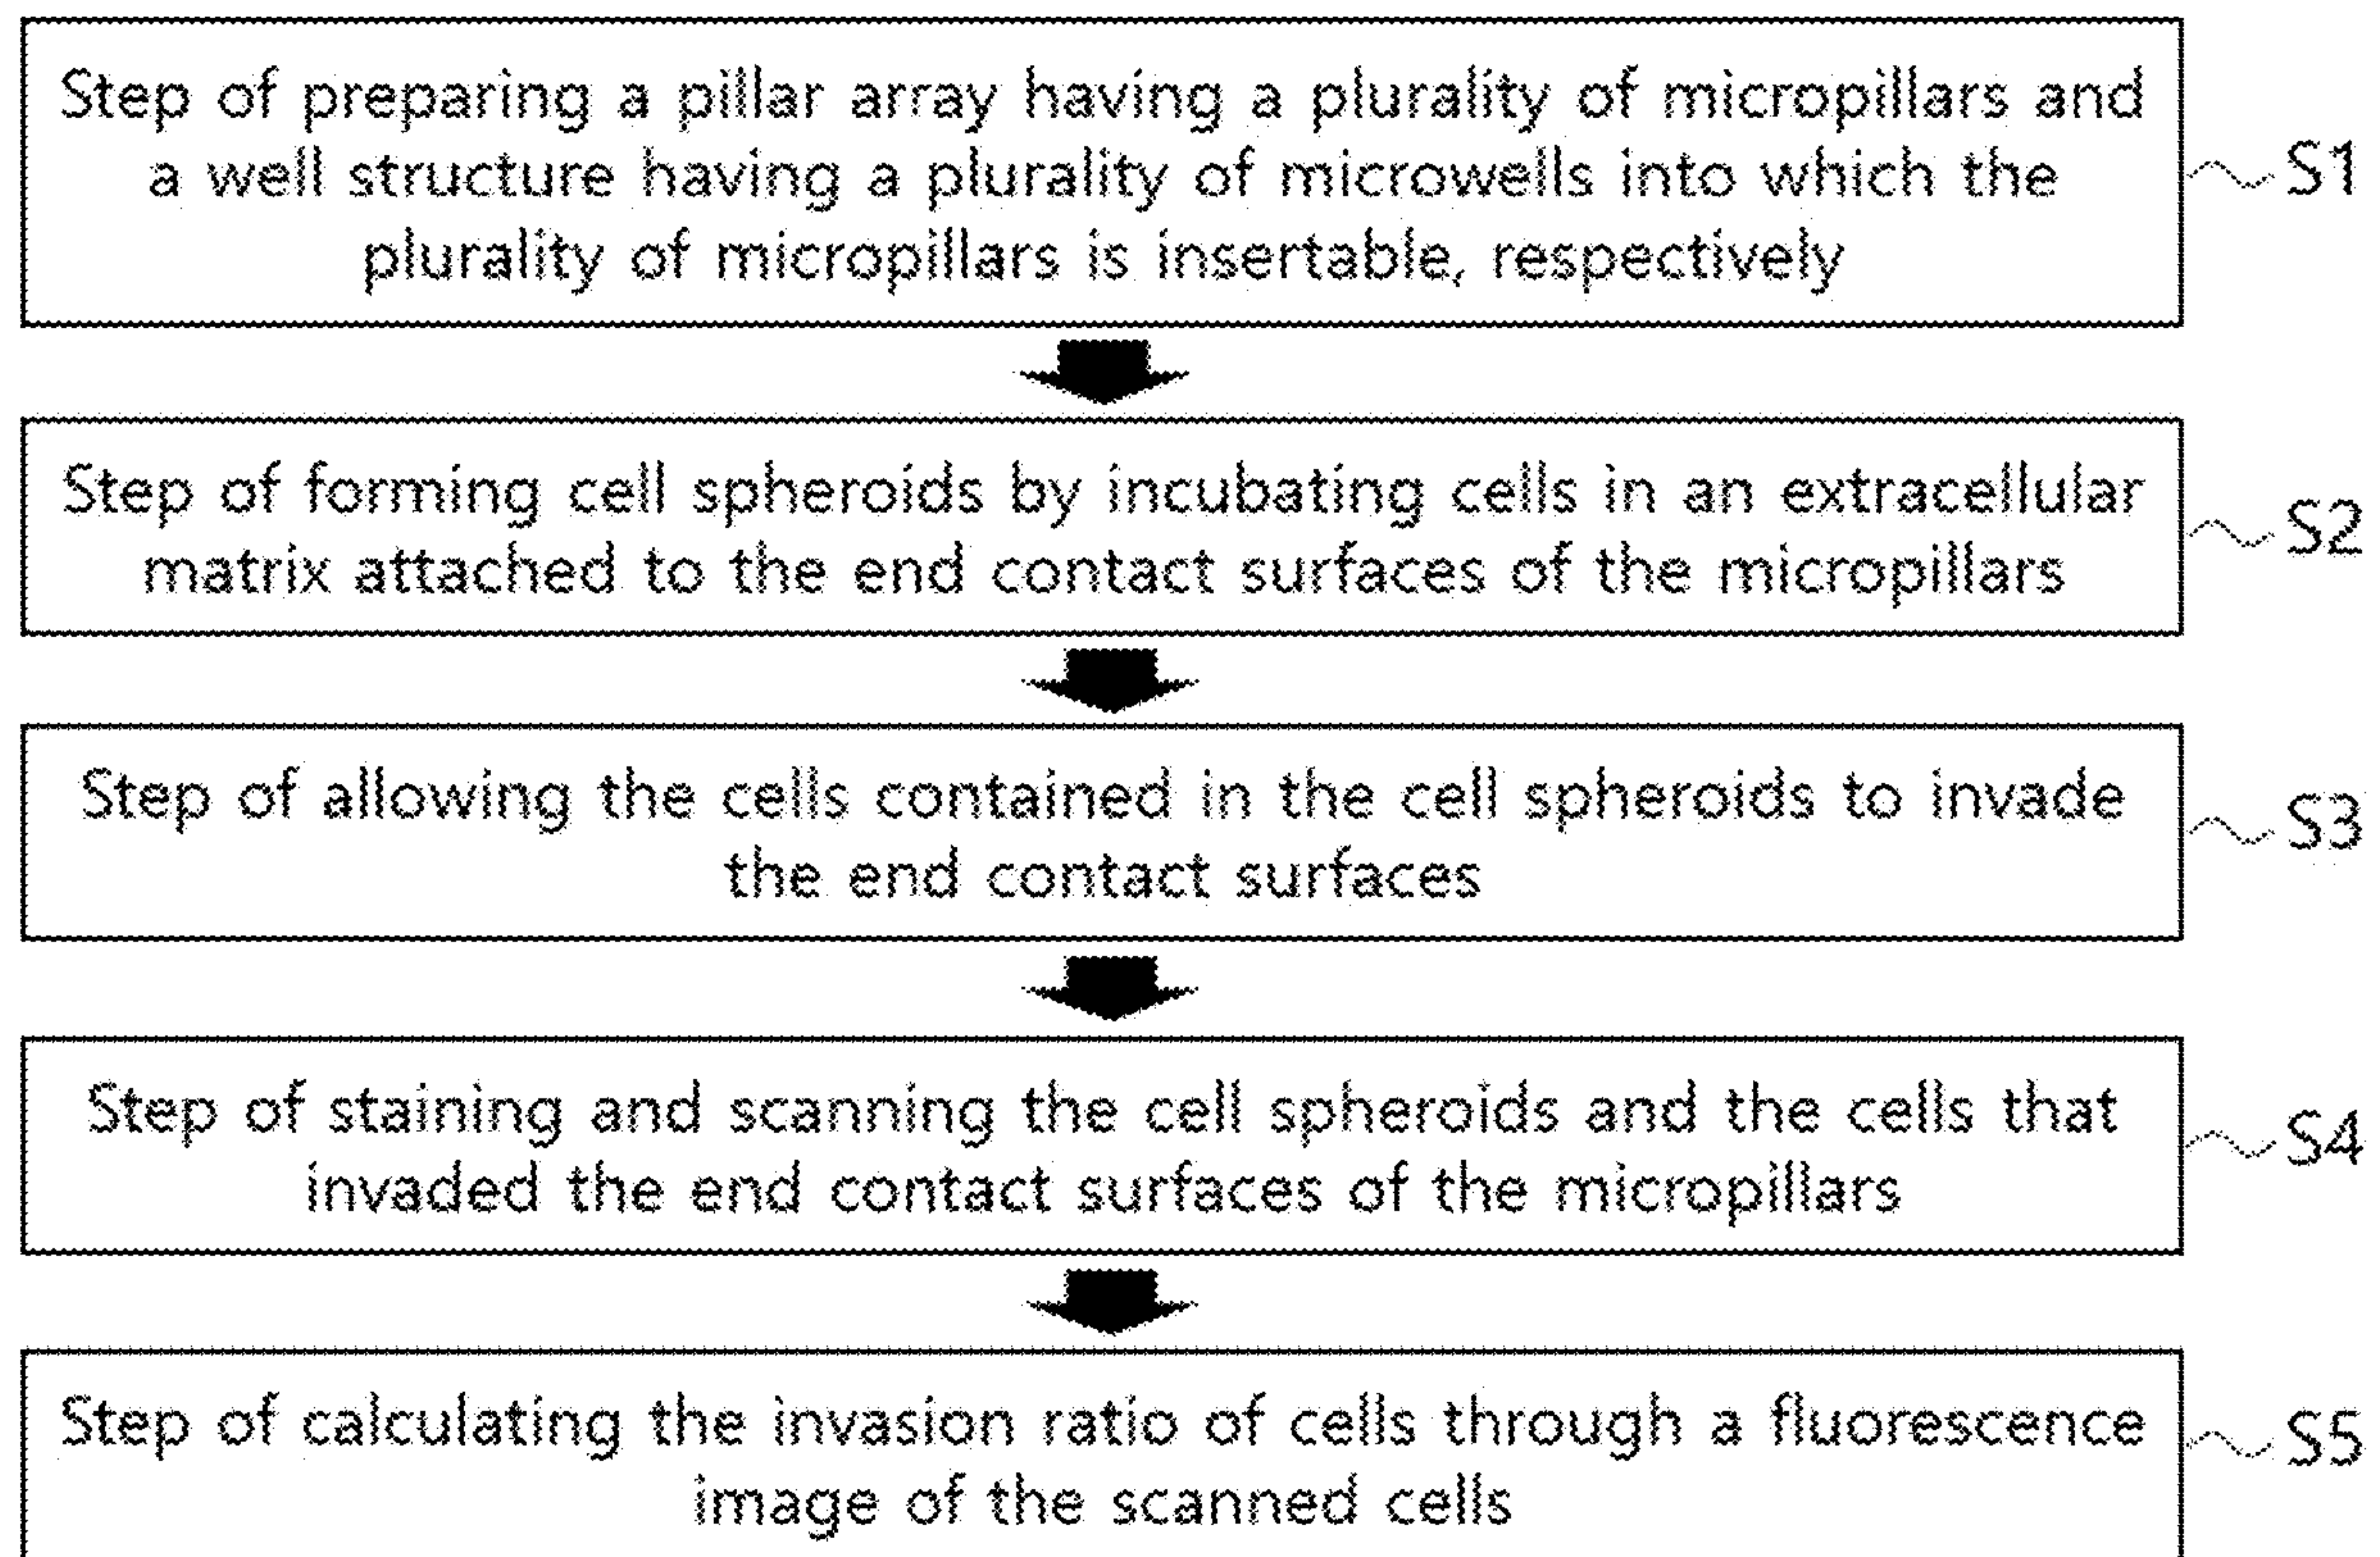 Step of preparing a pillar array having a plurality of micropillars and
a well structure having a plurality of microwells into which the
plurality of micropillars is insertable, respectively
S1
Step of forming cell spheroids by incubating cells in an extracellular
matrix attached to the end contact surfaces of the micropillars
S2
Step of allowing the cells contained in the cell spheroids to invade
the end contact surfaces
S3
Step of staining and scanning the cell spheroids and the cells that
invaded the end contact surfaces of the micropillars
S4
Step of calculating the invasion ratio of cells through a fluorescence
image of the scanned cells
S5